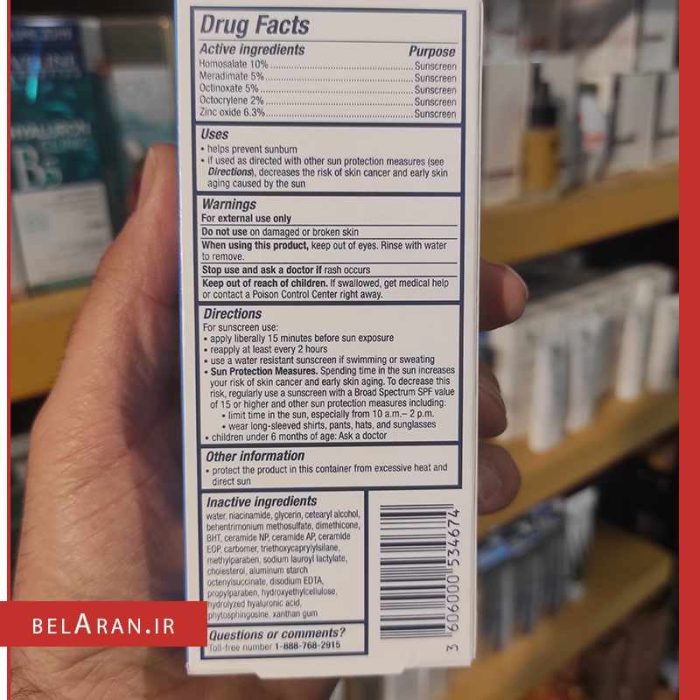 Drug Facts
Active ingredients Purpose
Homosalate 10% Sunscreen
Meradimate 5% Sunscreen
Octinoxate 5% Sunscreen
Octocrylene 2% Sunscreen
Zinc oxide 6.3% Sunscreen
Uses
• helps prevent sunburn
• if used as directed with other sun protection measures (see
Directions), decreases the risk of skin cancer and early skin
aging caused by the sun
Warnings
For external use only
Do not use on damaged or broken skin
When using this product, keep out of eyes. Rinse with water
to remove.
Stop use and ask a doctor if rash occurs
Keep out of reach of children. If swallowed, get medical help
or contact a Poison Control Center right away.
Directions
For sunscreen use:
• apply liberally 15 minutes before sun exposure
• reapply at least every 2 hours
• use a water resistant sunscreen if swimming or sweating
• Sun Protection Measures. Spending time in the sun increases
your risk of skin cancer and early skin aging. To decrease this
risk, regularly use a sunscreen with a Broad Spectrum SPF value
of 15 or higher and other sun protection measures including:
• limit time in the sun, especially from 10 a.m.– 2 p.m.
• wear long-sleeved shirts, pants, hats, and sunglasses
• children under 6 months of age: Ask a doctor
Other information
• protect the product in this container from excessive heat and
direct sun
Inactive ingredients
water, niacinamide, glycerin, cetearyl alcohol,
behentrimonium methosulfate, dimethicone,
BHT, ceramide NP, ceramide AP, ceramide
EOP, carbomer, triethoxycaprylylsilane,
methylparaben, sodium lauroyl lactylate,
cholesterol, aluminum starch
octenylsuccinate, disodium EDTA,
propylparaben, hydroxyethylcellulose,
hydrolyzed hyaluronic acid,
phytosphingosine, xanthan gum
Questions or comments?
Toll-free number 1-888-768-2915
3 606000 534674
HYALURON
B5
BELARAN.IR